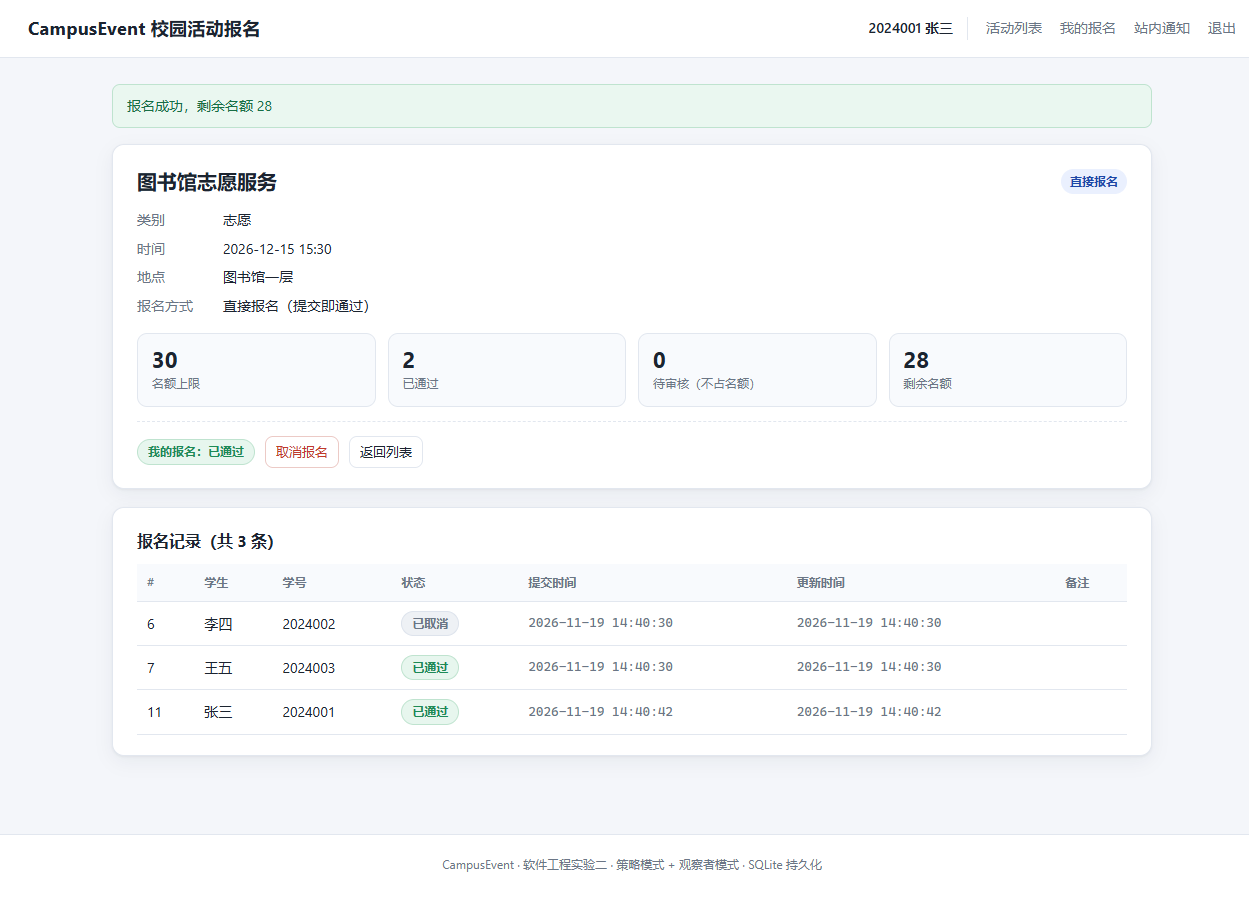 CampusEvent 校园活动报名
2024001 张三 活动列表 我的报名 站内通知 退出
报名成功，剩余名额 28
图书馆志愿服务 直接报名
类别 志愿
时间 2026-12-15 15:30
地点 图书馆一层
报名方式 直接报名（提交即通过）
30 2 0 28
名额上限 已通过 待审核（不占名额） 剩余名额
我的报名：已通过 取消报名 返回列表
报名记录（共 3 条）
# 学生 学号 状态 提交时间 更新时间 备注
6 李四 2024002 已取消 2026-11-19 14:40:30 2026-11-19 14:40:30
7 王五 2024003 已通过 2026-11-19 14:40:30 2026-11-19 14:40:30
11 张三 2024001 已通过 2026-11-19 14:40:42 2026-11-19 14:40:42
CampusEvent · 软件工程实验二 · 策略模式 + 观察者模式 · SQLite 持久化